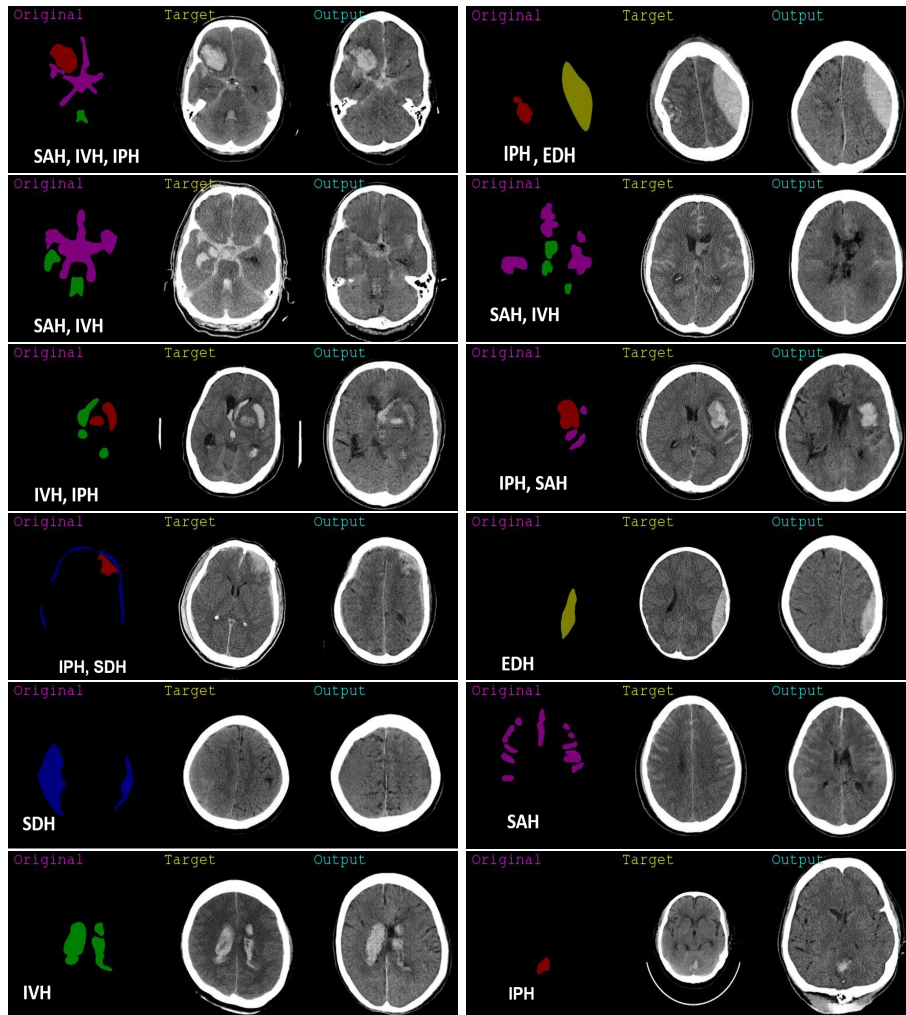 Original Target Output
SAH, IVH, IPH
Original Target Output
IPH, EDH
Original Target Output
SAH, IVH
Original Target Output
SAH, IVH
Original Target Output
IVH, IPH
Original Target Output
IPH, SAH
Original Target Output
IPH, SDH
Original Target Output
EDH
Original Target Output
SDH
Original Target Output
SAH
Original Target Output
IVH
Original Target Output
IPH